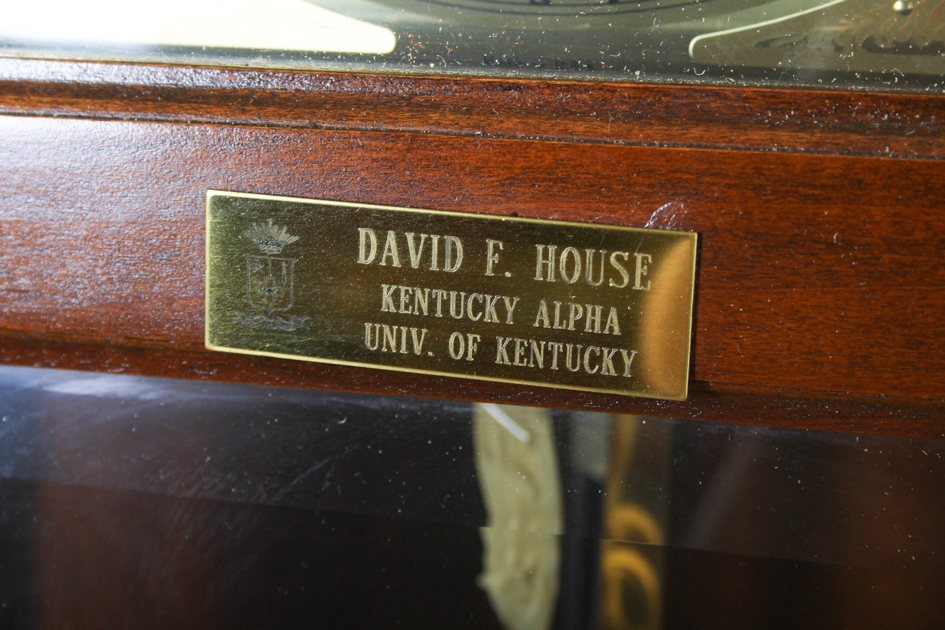 DAVID F. HOUSE
KENTUCKY ALPHA
UNIV. OF KENTUCKY